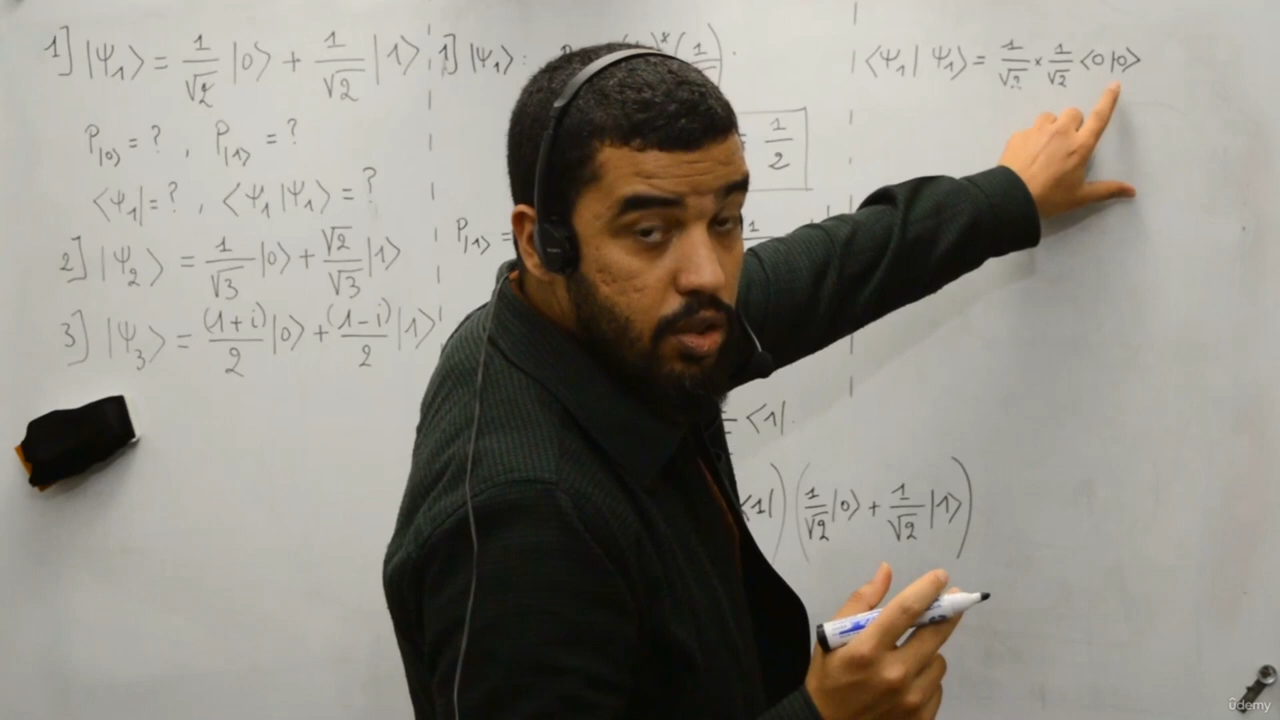 1] |Ψ₁⟩ = 1/√2 |0⟩ + 1/√2 |1⟩
P|0⟩ = ? , P|1⟩ = ?
⟨Ψ₁| = ? , ⟨Ψ₁|Ψ₁⟩ = ?
2] |Ψ₂⟩ = 1/√3 |0⟩ + √2/√3 |1⟩
3] |Ψ₃⟩ = (1+i)/2 |0⟩ + (1-i)/2 |1⟩
1] |Ψ₁⟩ :
1/2
P|1⟩ =
= ⟨1|.
⟨1|) (1/√2 |0⟩ + 1/√2 |1⟩)
⟨Ψ₁|Ψ₁⟩ = 1/√2 × 1/√2 ⟨0|0⟩
ûdemy